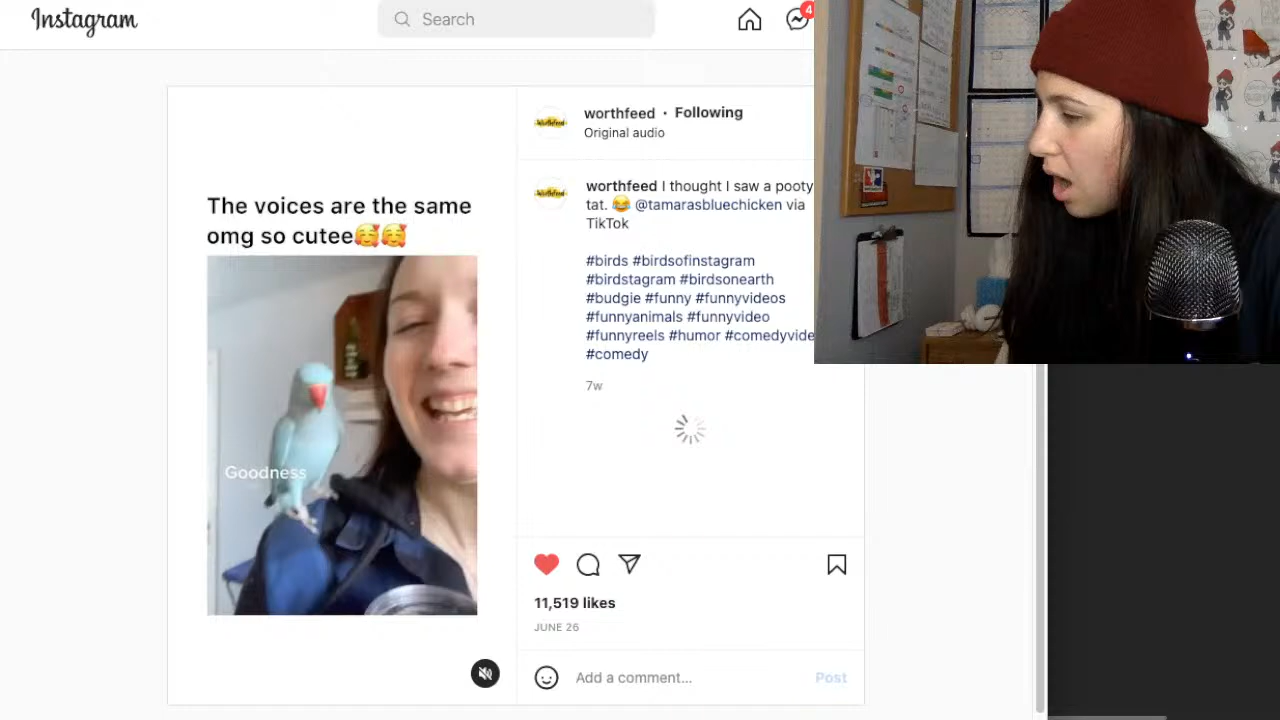 Instagram
Search
4
worthfeed • Following
Original audio
worthfeed I thought I saw a pooty
tat. 😂 @tamarasbluechicken via
TikTok
#birds #birdsofinstagram
#birdstagram #birdsonearth
#budgie #funny #funnyvideos
#funnyanimals #funnyvideo
#funnyreels #humor #comedyvide
#comedy
7w
The voices are the same
omg so cutee🥰🥰
Goodness
11,519 likes
JUNE 26
Add a comment...
Post